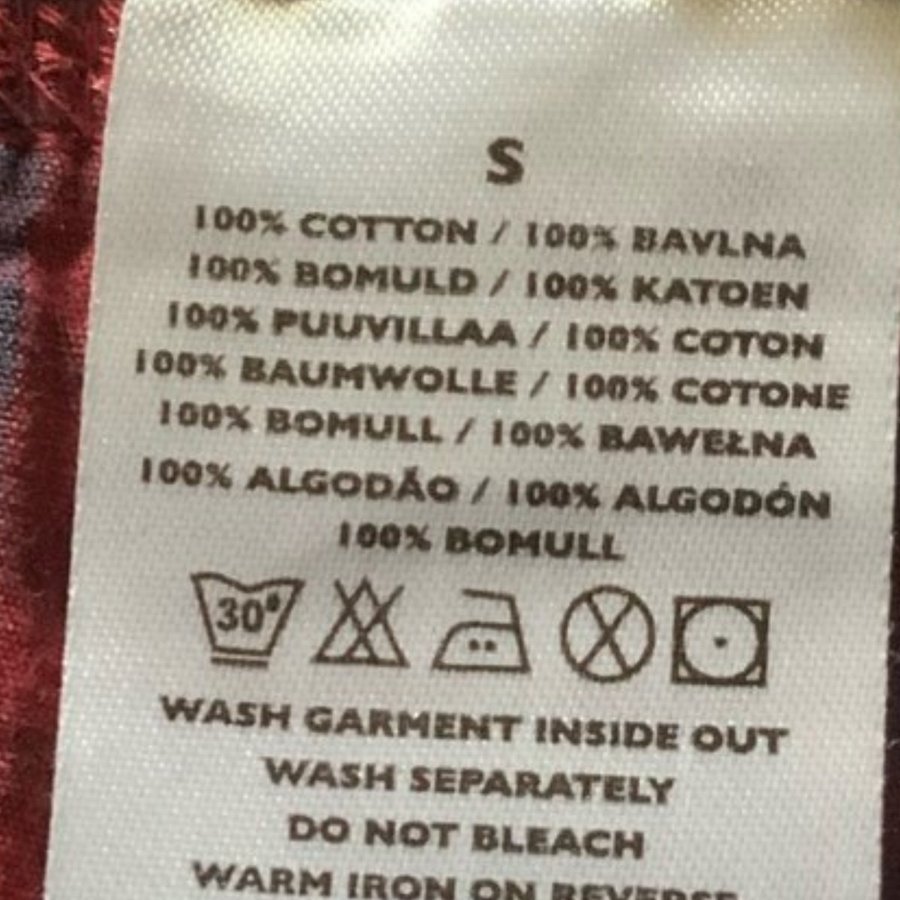 S
100% COTTON / 100% BAVLNA
100% BOMULD / 100% KATOEN
100% PUUVILLAA / 100% COTON
100% BAUMWOLLE / 100% COTONE
100% BOMULL / 100% BAWEŁNA
100% ALGODÃO / 100% ALGODÓN
100% BOMULL
30°
WASH GARMENT INSIDE OUT
WASH SEPARATELY
DO NOT BLEACH
WARM IRON ON REVERSE